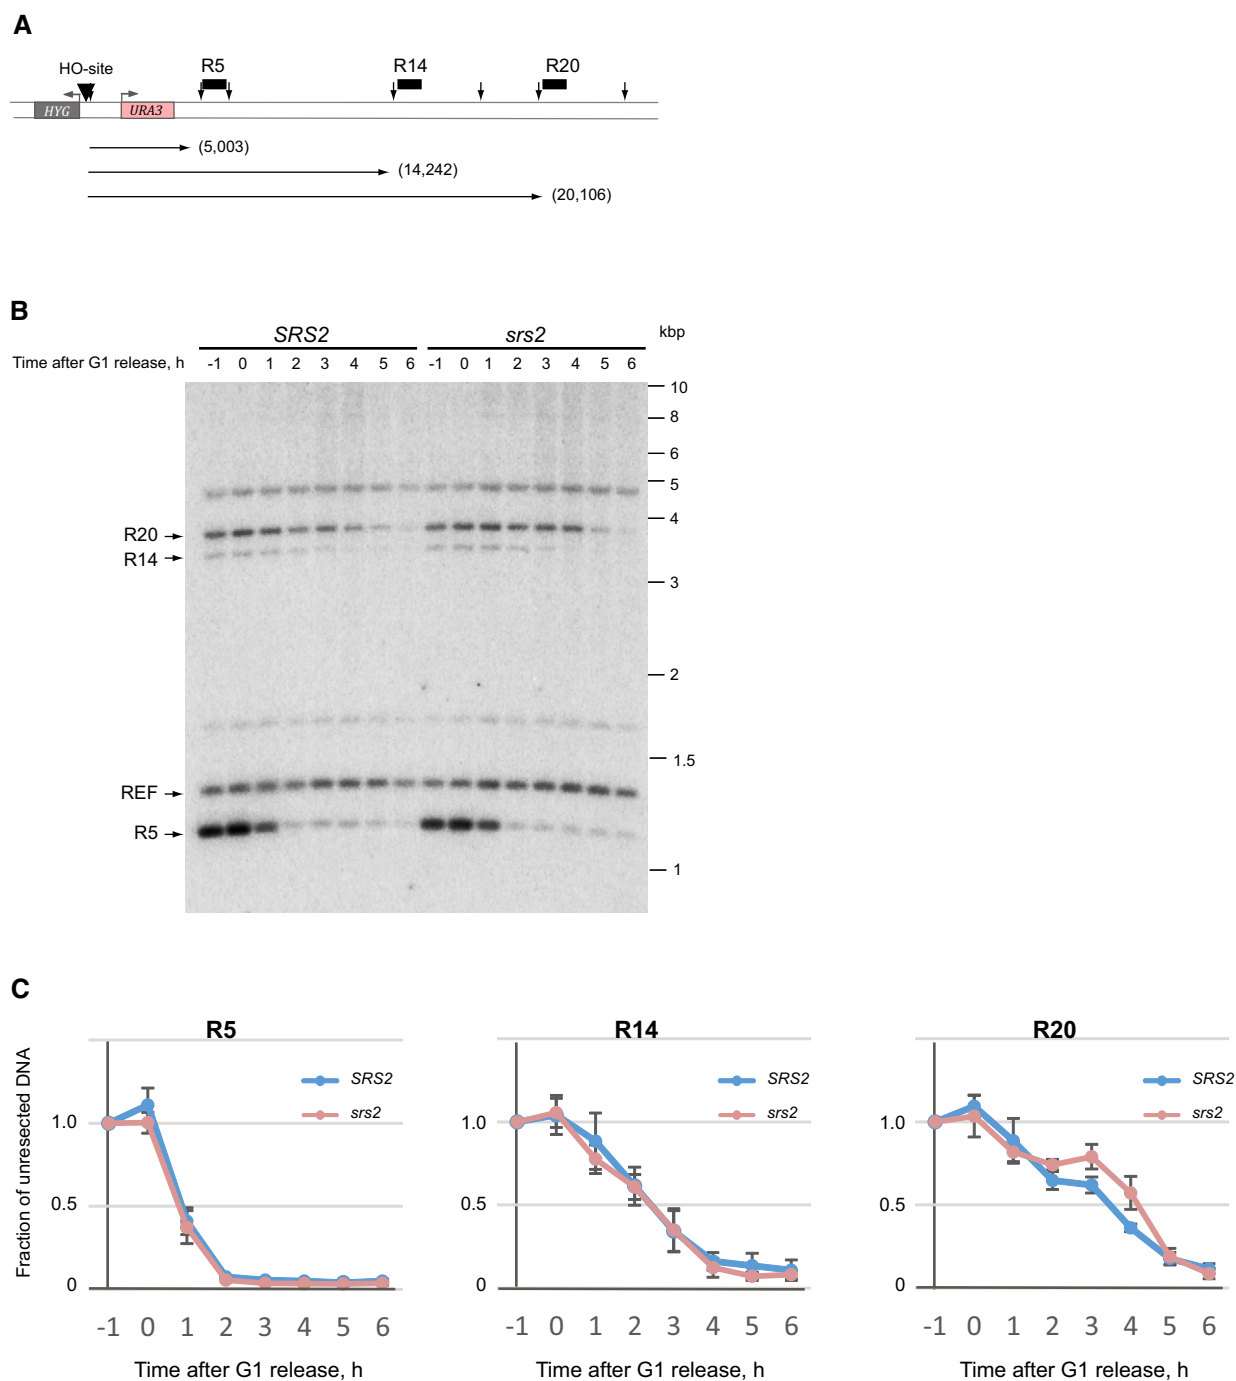 A
HO-site
R5
R14
R20
HYG
URA3
(5,003)
(14,242)
(20,106)
B
SRS2
srs2
kbp
Time after G1 release, h
-1 0 1 2 3 4 5 6
-1 0 1 2 3 4 5 6
10
8
6
5
4
3
2
1.5
1
R20
R14
REF
R5
C
R5
Fraction of unresected DNA
1.0
0.5
0
SRS2
srs2
-1 0 1 2 3 4 5 6
Time after G1 release, h
R14
1.0
0.5
0
SRS2
srs2
-1 0 1 2 3 4 5 6
Time after G1 release, h
R20
1.0
0.5
0
SRS2
srs2
-1 0 1 2 3 4 5 6
Time after G1 release, h